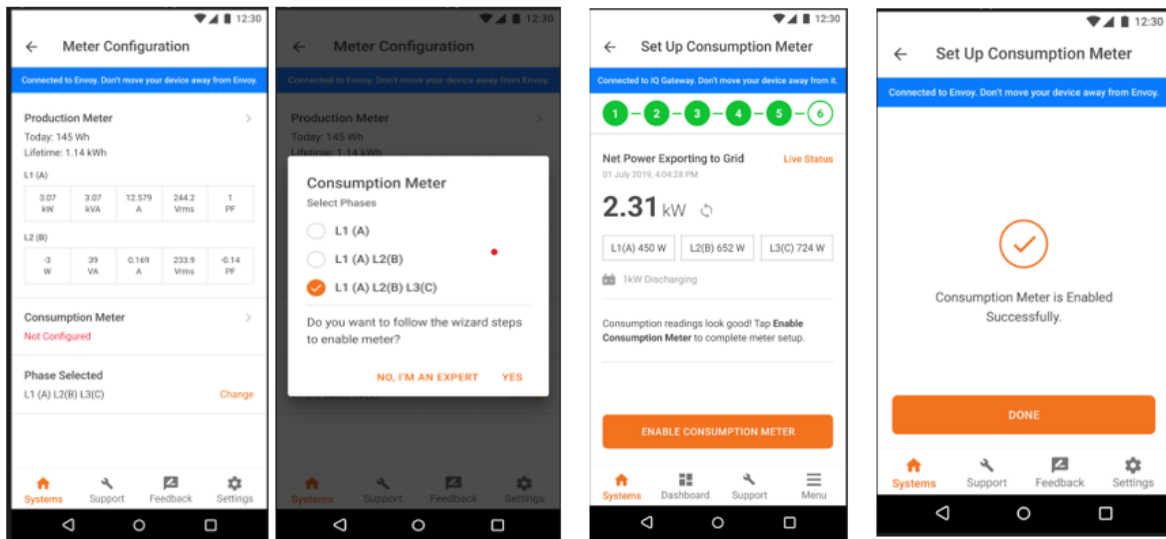 12:30
Meter Configuration
Connected to Envoy. Don't move your device away from Envoy.
Production Meter
Today: 145 Wh
Lifetime: 1.14 kWh
L1 (A)
3.07 kW 3.07 kVA 12.579 A 244.2 Vrms 1 PF
L2 (B)
-3 W 39 VA 0.169 A 233.9 Vrms -0.14 PF
Consumption Meter
Not Configured
Phase Selected
L1 (A) L2(B) L3(C) Change
Systems Support Feedback Settings
12:30
Meter Configuration
Connected to Envoy. Don't move your device away from Envoy.
Production Meter
Today: 145 Wh
Lifetime: 1.14 kWh
Consumption Meter
Select Phases
L1 (A)
L1 (A) L2(B)
L1 (A) L2(B) L3(C)
Do you want to follow the wizard steps
to enable meter?
NO, I'M AN EXPERT YES
Systems Support Feedback Settings
12:30
Set Up Consumption Meter
Connected to IQ Gateway. Don't move your device away from it.
1 2 3 4 5 6
Net Power Exporting to Grid Live Status
01 July 2019, 4:04:28 PM
2.31 kW
L1(A) 450 W L2(B) 652 W L3(C) 724 W
1kW Discharging
Consumption readings look good! Tap Enable
Consumption Meter to complete meter setup.
ENABLE CONSUMPTION METER
Systems Dashboard Support Menu
12:30
Set Up Consumption Meter
Connected to Envoy. Don't move your device away from Envoy.
Consumption Meter is Enabled
Successfully.
DONE
Systems Support Feedback Settings